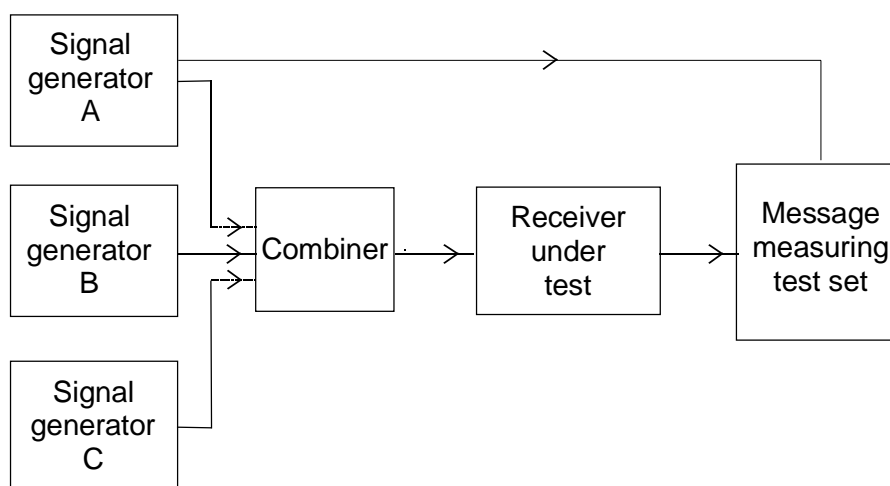 Signal
generator
A
Signal
generator
B
Signal
generator
C
Combiner
Receiver
under
test
Message
measuring
test set